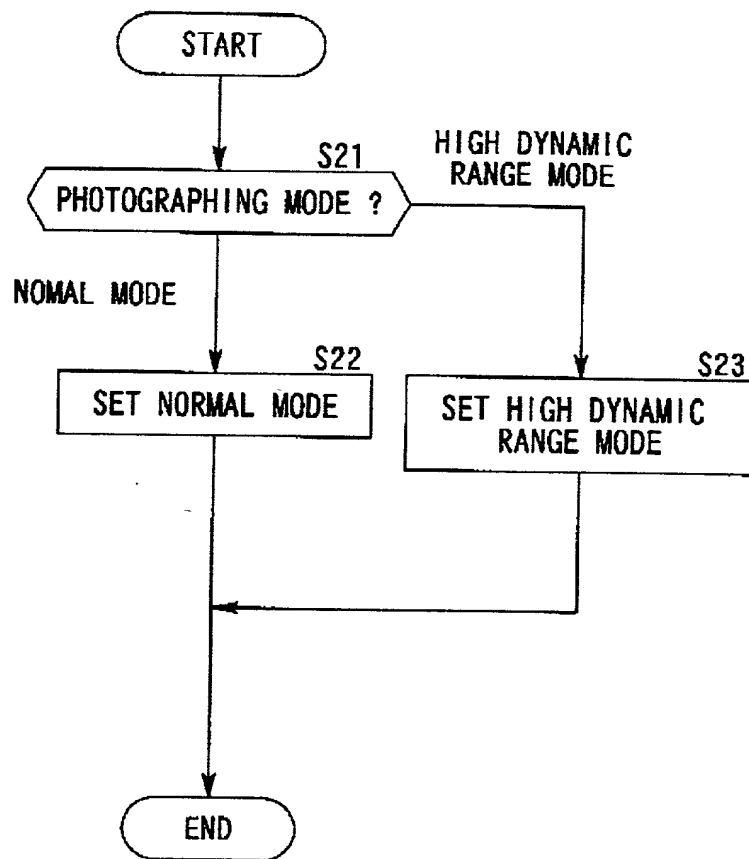 START
S21
HIGH DYNAMIC
RANGE MODE
PHOTOGRAPHING MODE ?
NOMAL MODE
S22
SET NORMAL MODE
S23
SET HIGH DYNAMIC
RANGE MODE
END